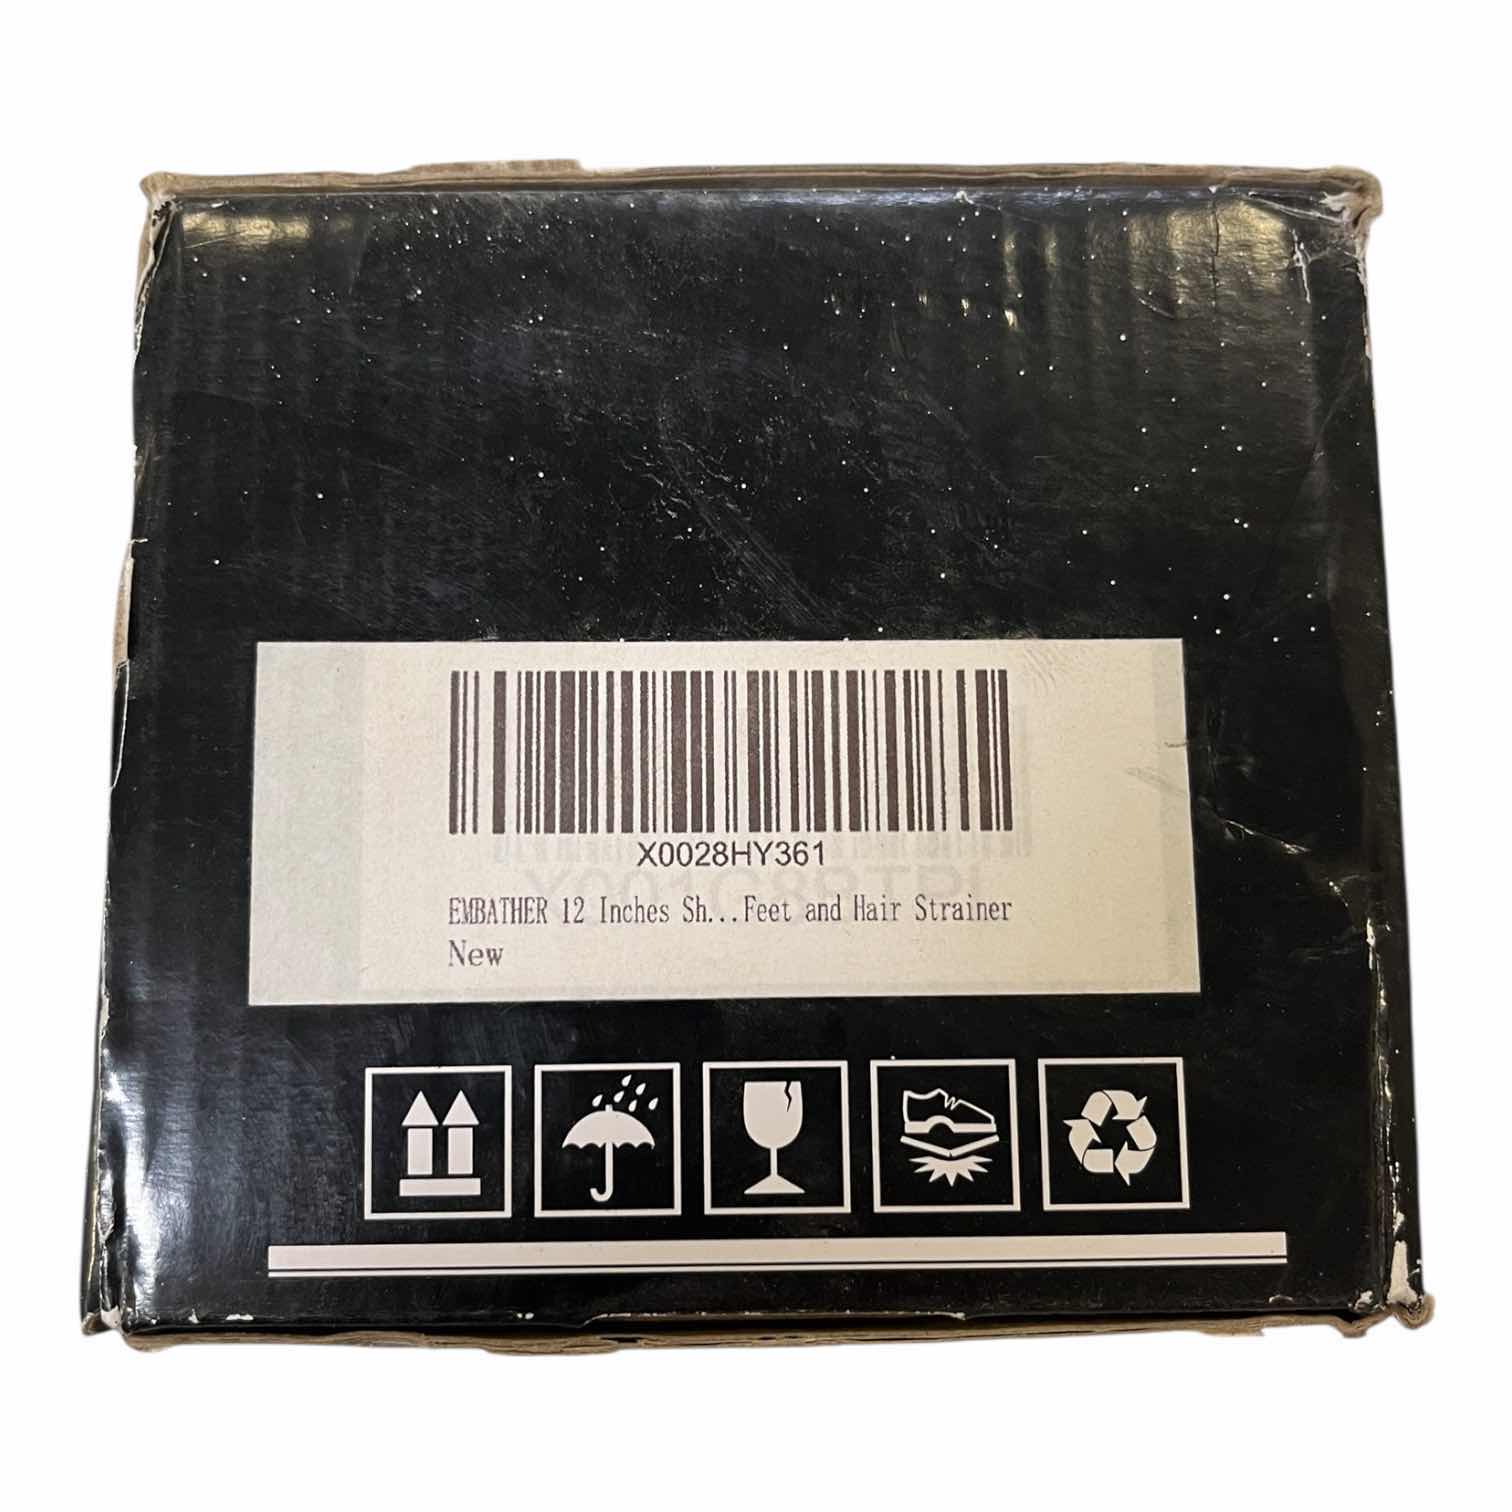 X0028HY361
EMBATHER 12 Inches Sh...Feet and Hair Strainer
New